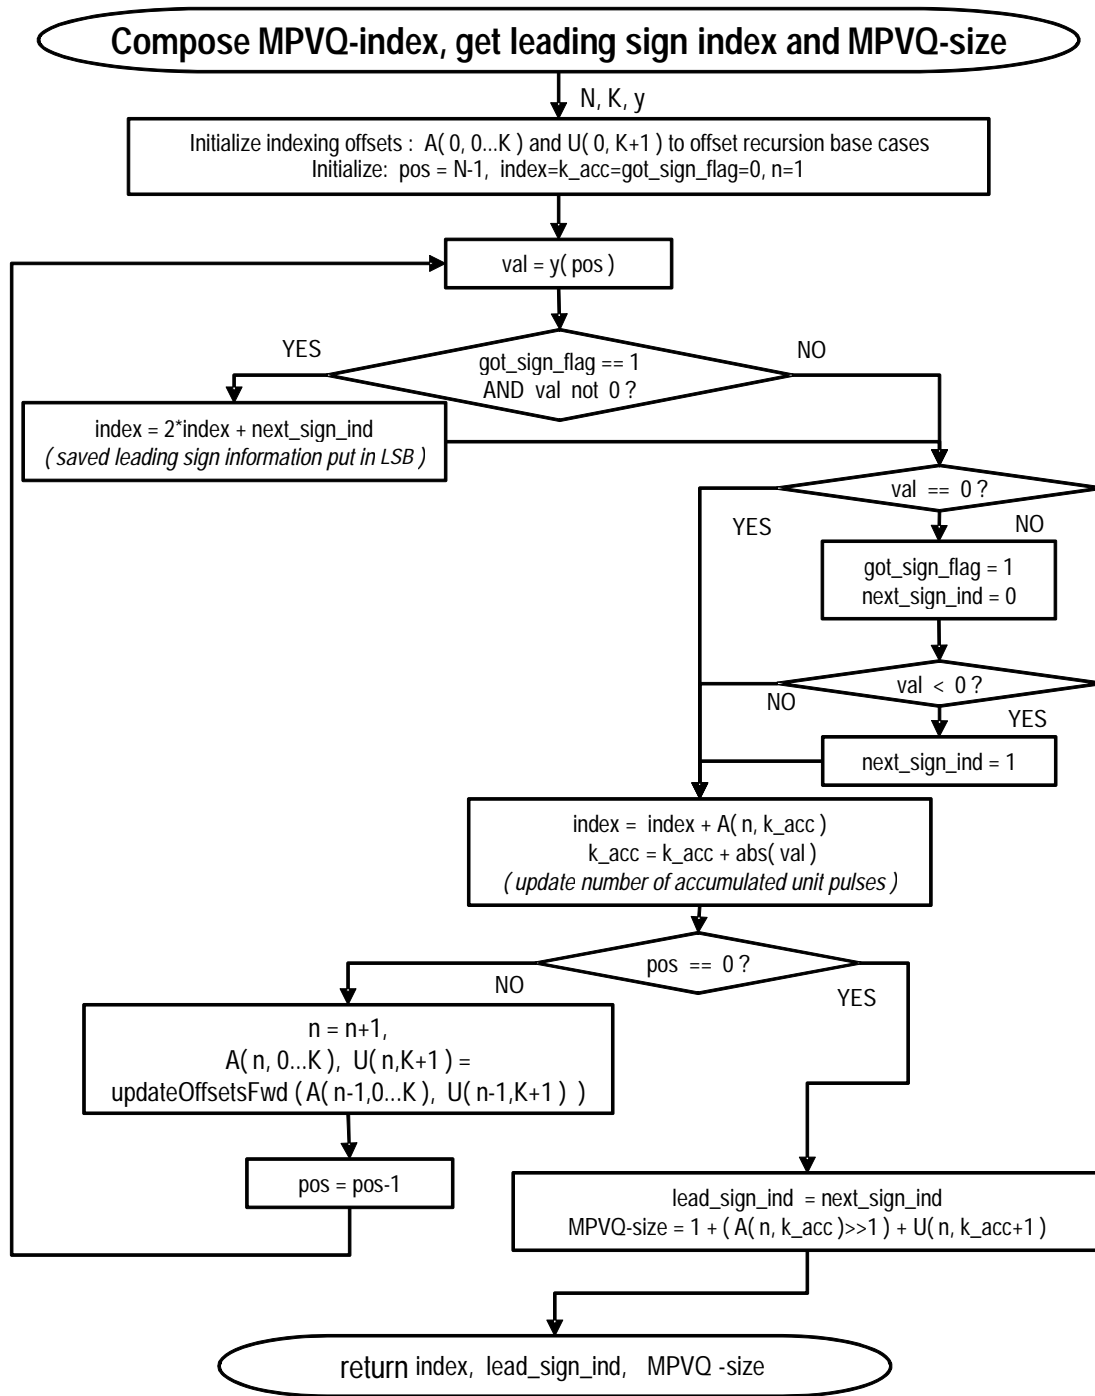 Compose MPVQ-index, get leading sign index and MPVQ-size
N, K, y
Initialize indexing offsets : A( 0, 0...K ) and U( 0, K+1 ) to offset recursion base cases
Initialize: pos = N-1, index=k_acc=got_sign_flag=0, n=1
val = y( pos )
YES
got_sign_flag == 1
AND val not 0 ?
NO
index = 2*index + next_sign_ind
( saved leading sign information put in LSB )
val == 0 ?
YES
NO
got_sign_flag = 1
next_sign_ind = 0
val < 0 ?
NO
YES
next_sign_ind = 1
index = index + A( n, k_acc )
k_acc = k_acc + abs( val )
( update number of accumulated unit pulses )
pos == 0 ?
NO
YES
n = n+1,
A( n, 0...K ), U( n,K+1 ) =
updateOffsetsFwd ( A( n-1,0...K ), U( n-1,K+1 ) )
pos = pos-1
lead_sign_ind = next_sign_ind
MPVQ-size = 1 + ( A( n, k_acc )>>1 ) + U( n, k_acc+1 )
return index, lead_sign_ind, MPVQ -size